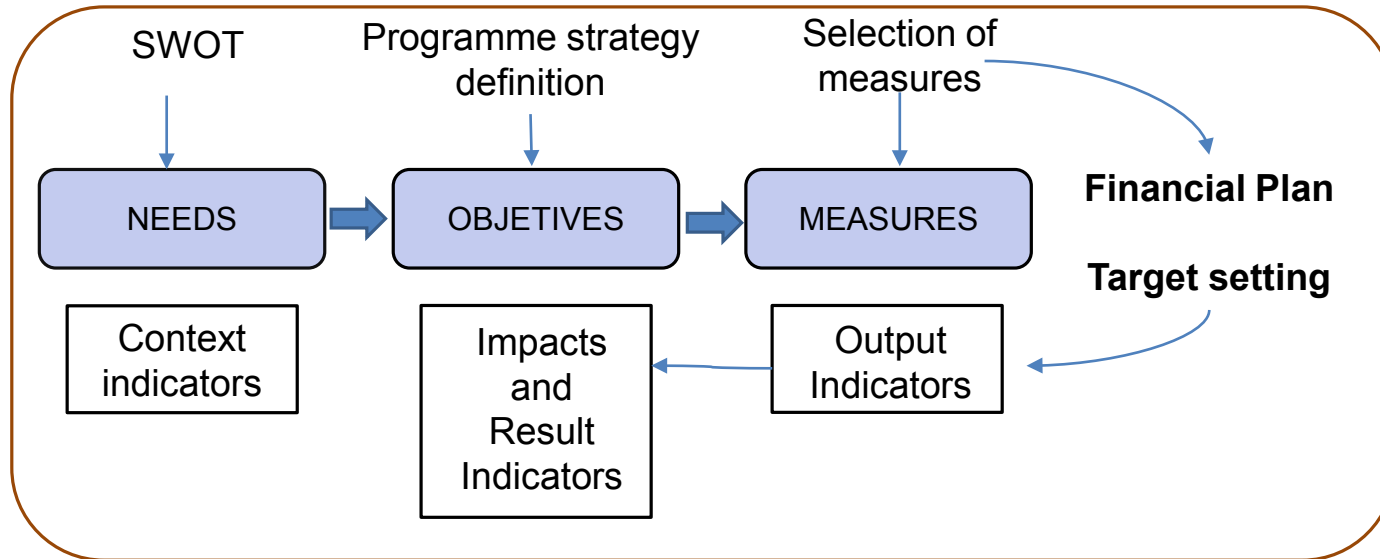 SWOT
Programme strategy
definition
Selection of
measures
NEEDS
OBJETIVES
MEASURES
Financial Plan
Target setting
Context
indicators
Impacts
and
Result
Indicators
Output
Indicators